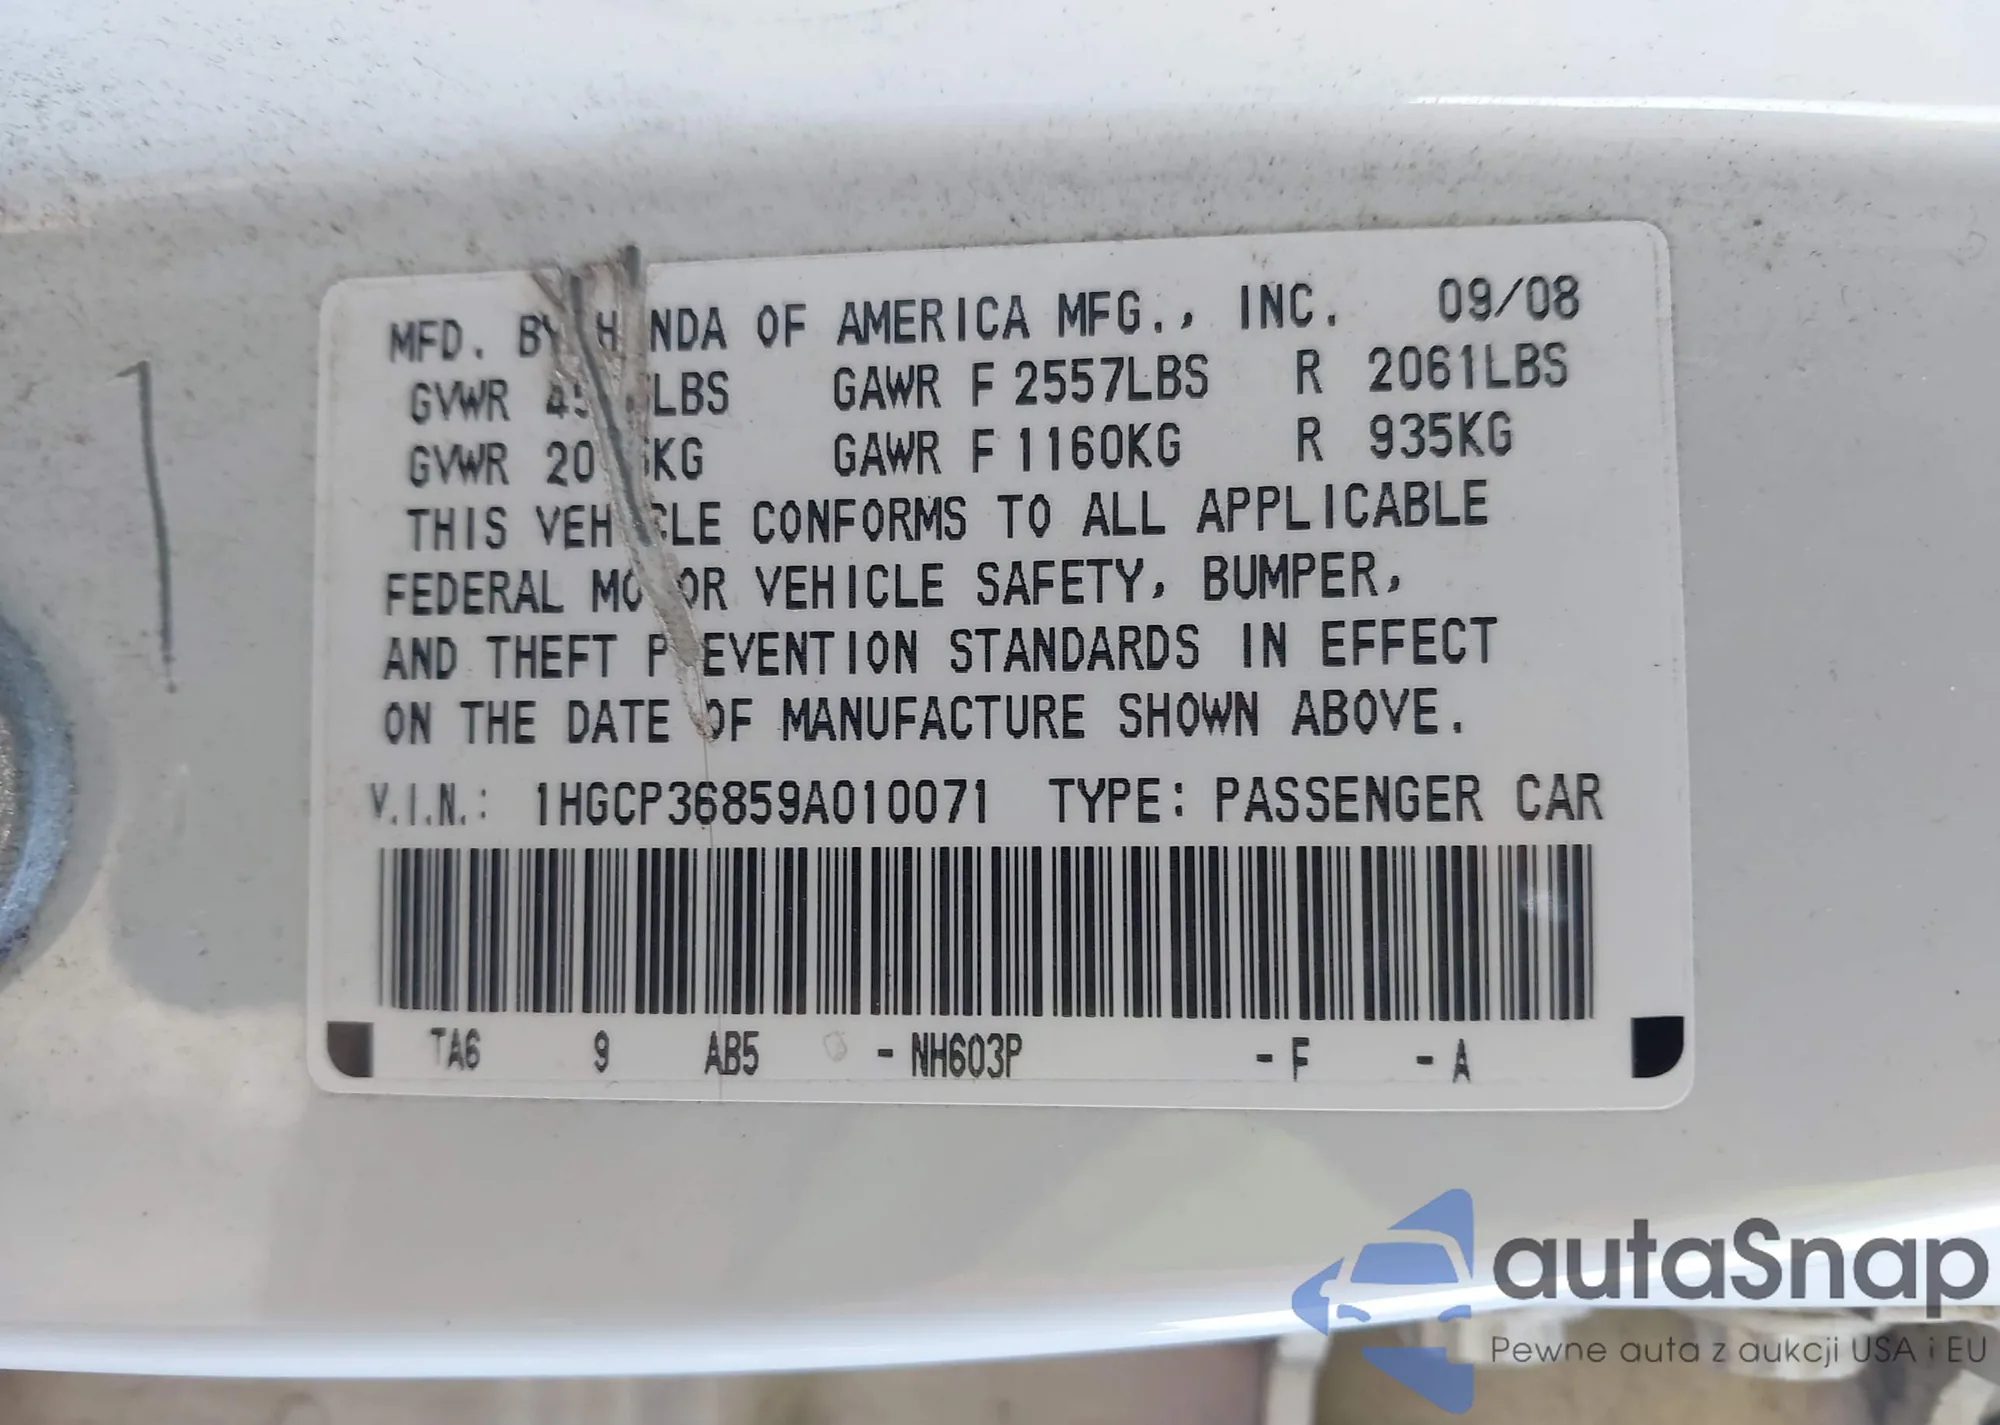 MFD. BY HONDA OF AMERICA MFG., INC. 09/08
GVWR LBS GAWR F 2557LBS R 2061LBS
GVWR KG GAWR F 1160KG R 935KG
THIS VEHICLE CONFORMS TO ALL APPLICABLE
FEDERAL MOTOR VEHICLE SAFETY, BUMPER,
AND THEFT PREVENTION STANDARDS IN EFFECT
ON THE DATE OF MANUFACTURE SHOWN ABOVE.
V.I.N.: 1HGCP36859A010071 TYPE: PASSENGER CAR
TA6 9 AB5 - NH603P - F - A
1
autaSnap
Pewne auta z aukcji USA i EU